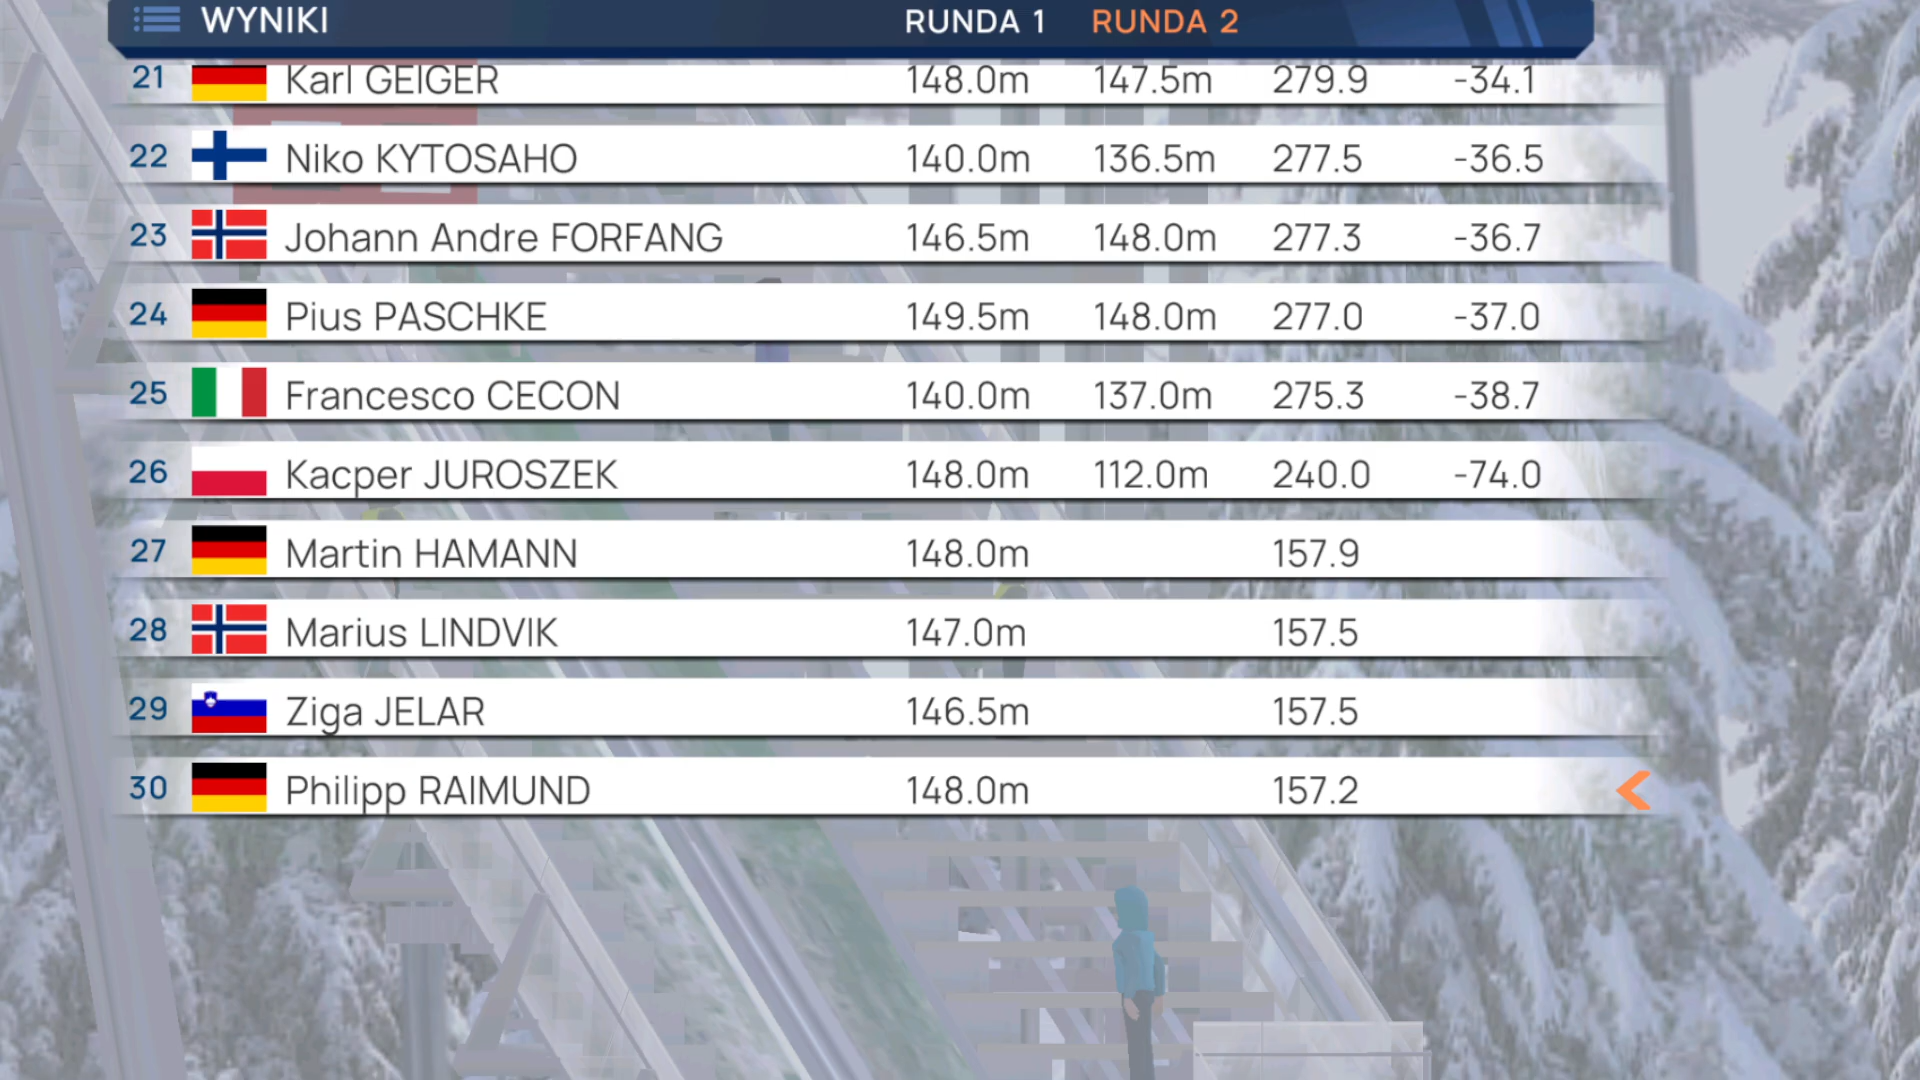 WYNIKI RUNDA 1 RUNDA 2
21 Karl GEIGER 148.0m 147.5m 279.9 -34.1
22 Niko KYTOSAHO 140.0m 136.5m 277.5 -36.5
23 Johann Andre FORFANG 146.5m 148.0m 277.3 -36.7
24 Pius PASCHKE 149.5m 148.0m 277.0 -37.0
25 Francesco CECON 140.0m 137.0m 275.3 -38.7
26 Kacper JUROSZEK 148.0m 112.0m 240.0 -74.0
27 Martin HAMANN 148.0m 157.9
28 Marius LINDVIK 147.0m 157.5
29 Ziga JELAR 146.5m 157.5
30 Philipp RAIMUND 148.0m 157.2